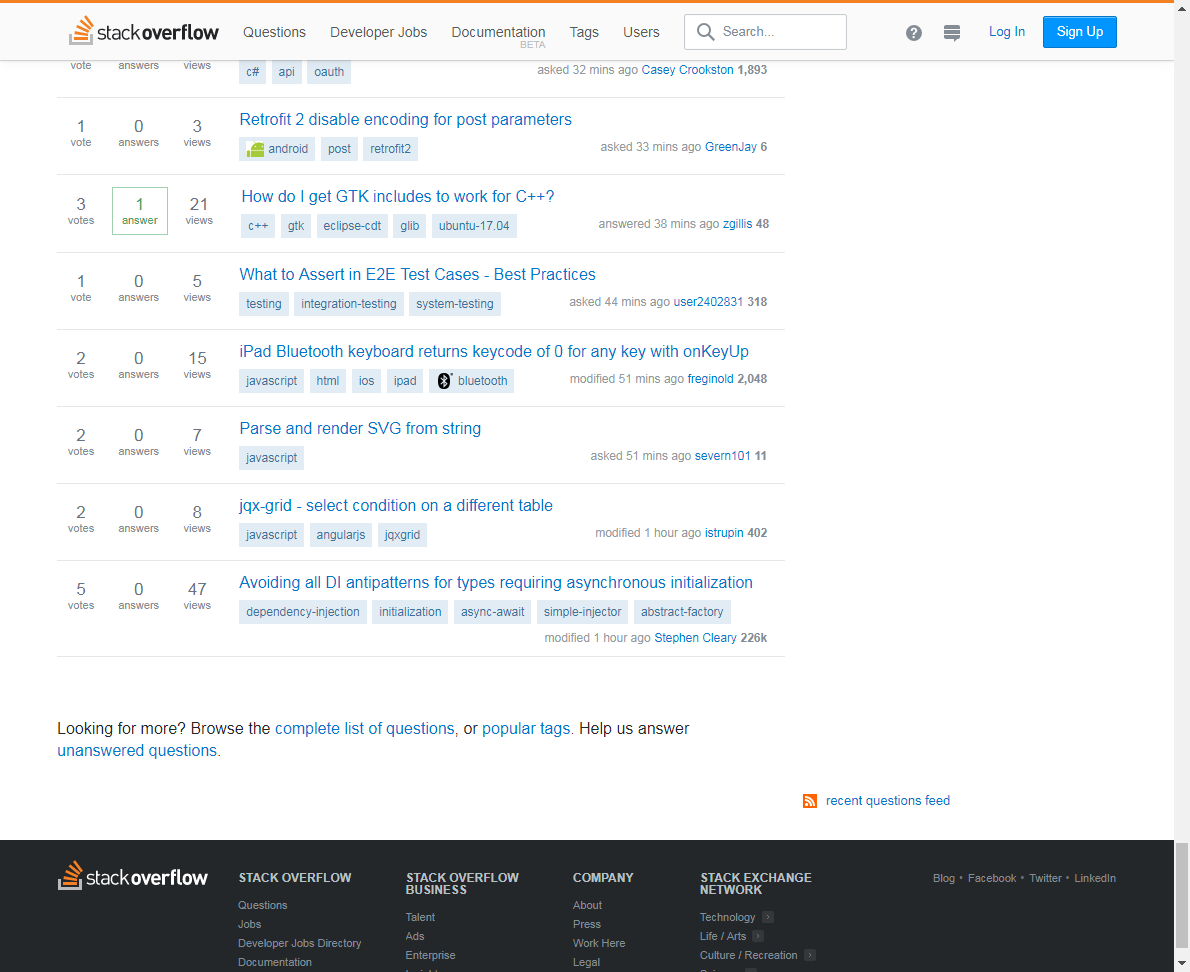 stackoverflow Questions Developer Jobs Documentation BETA Tags Users Search... Log In Sign Up
vote answers views
c# api oauth asked 32 mins ago Casey Crookston 1,893
1 vote 0 answers 3 views
Retrofit 2 disable encoding for post parameters
android post retrofit2 asked 33 mins ago GreenJay 6
3 votes 1 answer 21 views
How do I get GTK includes to work for C++?
c++ gtk eclipse-cdt glib ubuntu-17.04 answered 38 mins ago zgillis 48
1 vote 0 answers 5 views
What to Assert in E2E Test Cases - Best Practices
testing integration-testing system-testing asked 44 mins ago user2402831 318
2 votes 0 answers 15 views
iPad Bluetooth keyboard returns keycode of 0 for any key with onKeyUp
javascript html ios ipad bluetooth modified 51 mins ago freginold 2,048
2 votes 0 answers 7 views
Parse and render SVG from string
javascript asked 51 mins ago severn101 11
2 votes 0 answers 8 views
jqx-grid - select condition on a different table
javascript angularjs jqxgrid modified 1 hour ago istrupin 402
5 votes 0 answers 47 views
Avoiding all DI antipatterns for types requiring asynchronous initialization
dependency-injection initialization async-await simple-injector abstract-factory
modified 1 hour ago Stephen Cleary 226k
Looking for more? Browse the complete list of questions, or popular tags. Help us answer
unanswered questions.
recent questions feed
stackoverflow
STACK OVERFLOW
Questions
Jobs
Developer Jobs Directory
Documentation
STACK OVERFLOW
BUSINESS
Talent
Ads
Enterprise
COMPANY
About
Press
Work Here
Legal
STACK EXCHANGE
NETWORK
Technology
Life / Arts
Culture / Recreation
Blog • Facebook • Twitter • LinkedIn